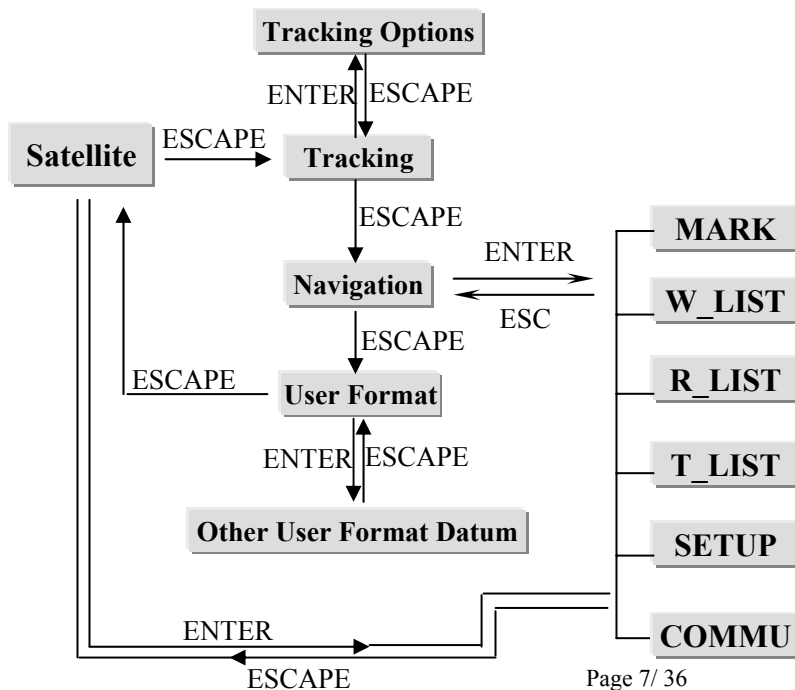 Tracking Options
ENTER ESCAPE
Satellite
ESCAPE
Tracking
ESCAPE
MARK
ENTER
Navigation
W_LIST
ESC
ESCAPE
ESCAPE
User Format
R_LIST
ENTER ESCAPE
T_LIST
Other User Format Datum
SETUP
ENTER
COMMU
ESCAPE
Page 7/ 36